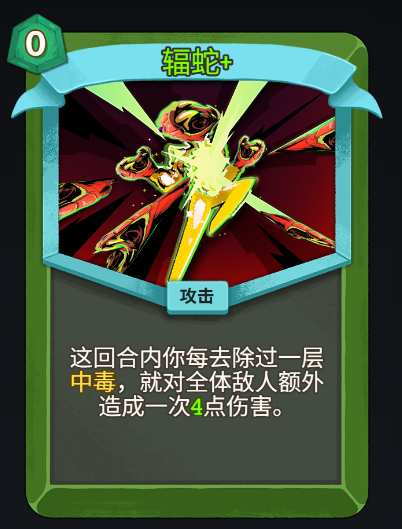 0
辐蛇+
攻击
这回合内你每去除过一层
中毒，就对全体敌人额外
造成一次4点伤害。